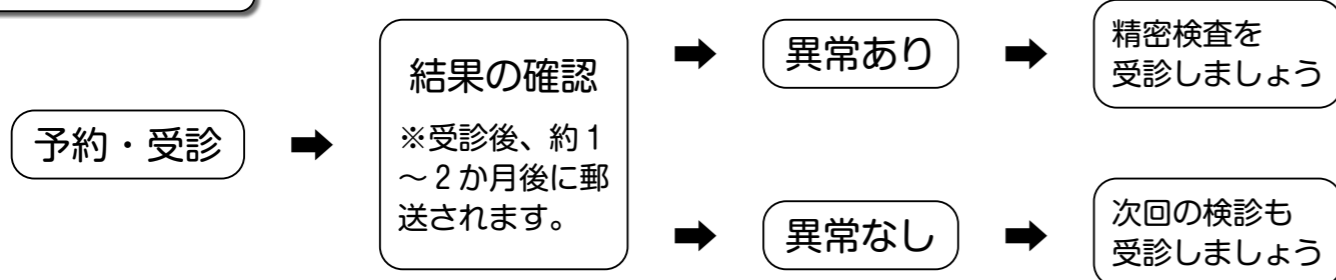 予約・受診
➡
結果の確認
※受診後、約1
～2か月後に郵
送されます。
➡
異常あり
➡
精密検査を
受診しましょう
➡
異常なし
➡
次回の検診も
受診しましょう